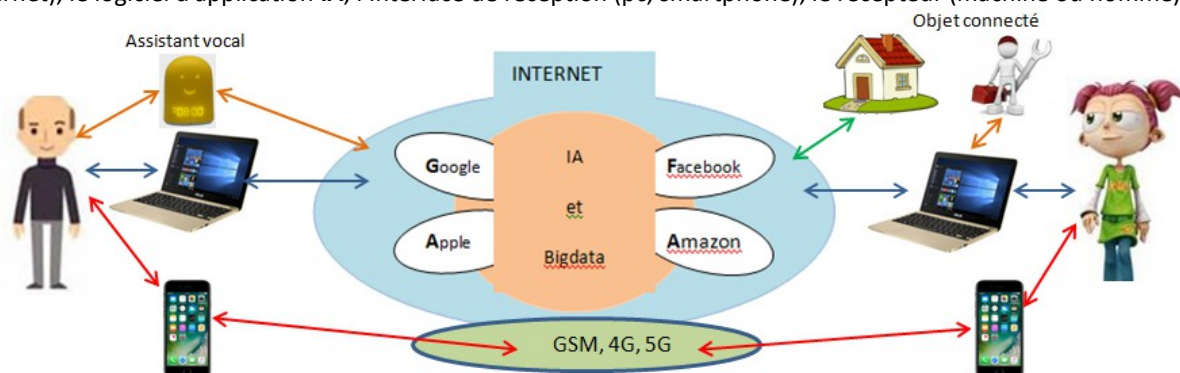 ernet), le logiciel d'application IA, l'interface de réception (pc, smartphone), le récepteur (machine ou homme)
Assistant vocal
Objet connecté
INTERNET
Google
IA
Facebook
et
Apple
Amazon
Bigdata
GSM, 4G, 5G